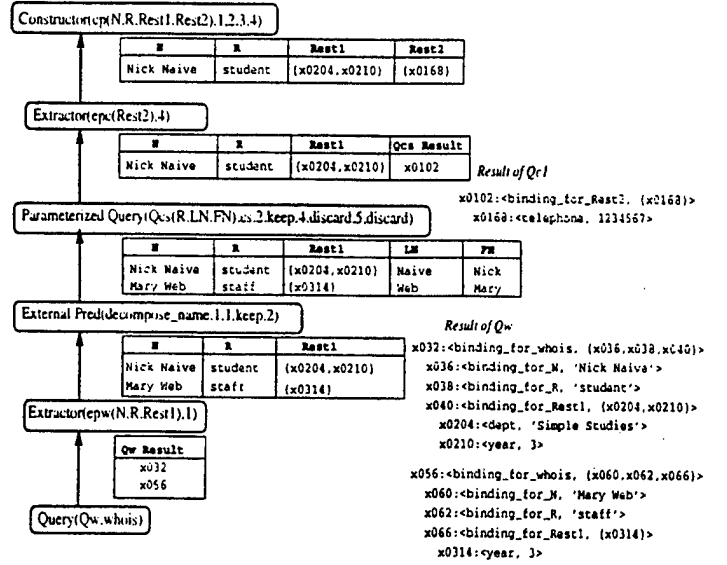 Constructor(cp(N.R.Rest1.Rest2).1,2,3,4)
N R Rest1 Rest2
Nick Naive student {x0204,x0210} {x0168}
Extractor(epc(Rest2).4)
N R Rest1 Qcs Result
Nick Naive student {x0204,x0210} x0102
Result of Qc1
x0102:<binding_for_Rest2, {x0168}>
x0168:<telephone, 1234567>
Parameterized Query(Qcs(R.LN.FN).cs.2.keep.4.discard.5.discard)
N R Rest1 LN FN
Nick Naive student {x0204,x0210} Naive Nick
Mary Web staff {x0314} Web Mary
External Pred(decompose_name.1.1.keep.2)
N R Rest1
Nick Naive student {x0204,x0210}
Mary Web staff {x0314}
Result of Qw
x032:<binding_for_whois, {x036,x038,x040}>
x036:<binding_for_N, 'Nick Naive'>
x038:<binding_for_R, 'student'>
x040:<binding_for_Rest1, {x0204,x0210}>
x0204:<dept, 'Simple Studies'>
x0210:<year, 3>
Extractor(epw(N.R.Rest1).1)
Qw Result
x032
x056
x056:<binding_for_whois, {x060,x062,x066}>
x060:<binding_for_N, 'Mary Web'>
x062:<binding_for_R, 'staff'>
x066:<binding_for_Rest1, {x0314}>
x0314:<year, 3>
Query(Qw.whois)